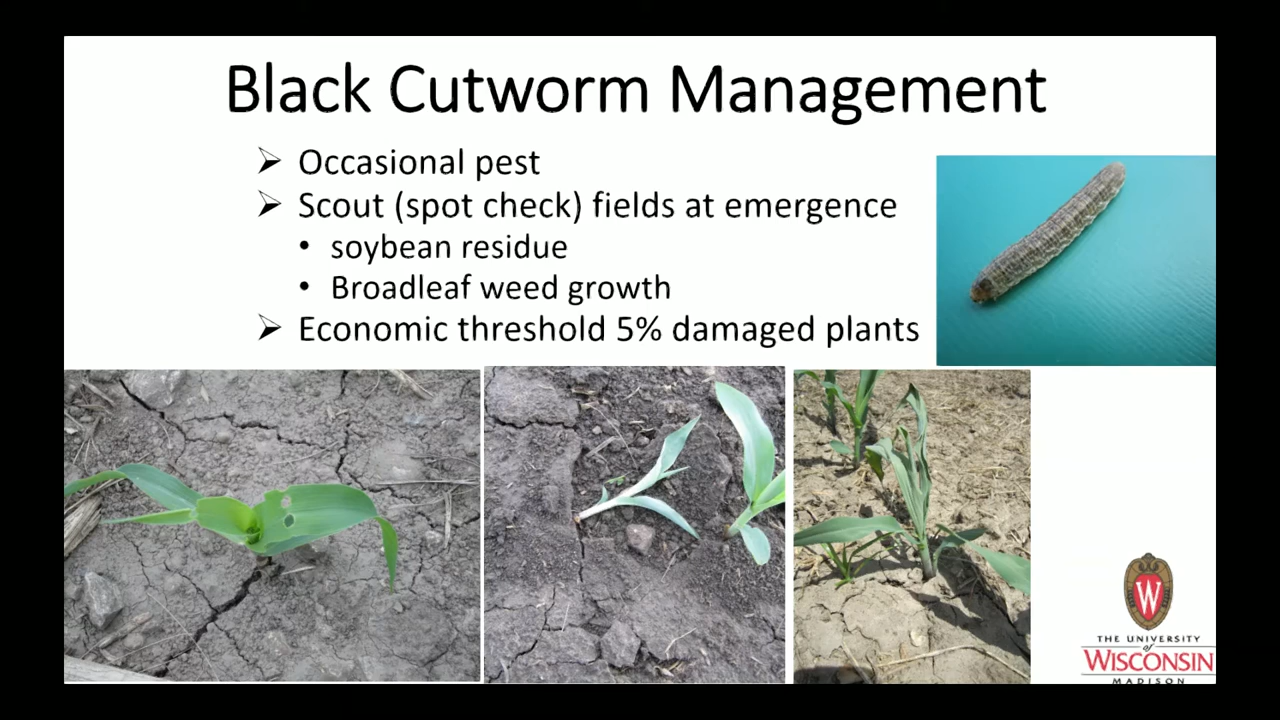 Black Cutworm Management
➢ Occasional pest
➢ Scout (spot check) fields at emergence
• soybean residue
• Broadleaf weed growth
➢ Economic threshold 5% damaged plants
W
THE UNIVERSITY
of
WISCONSIN
MADISON